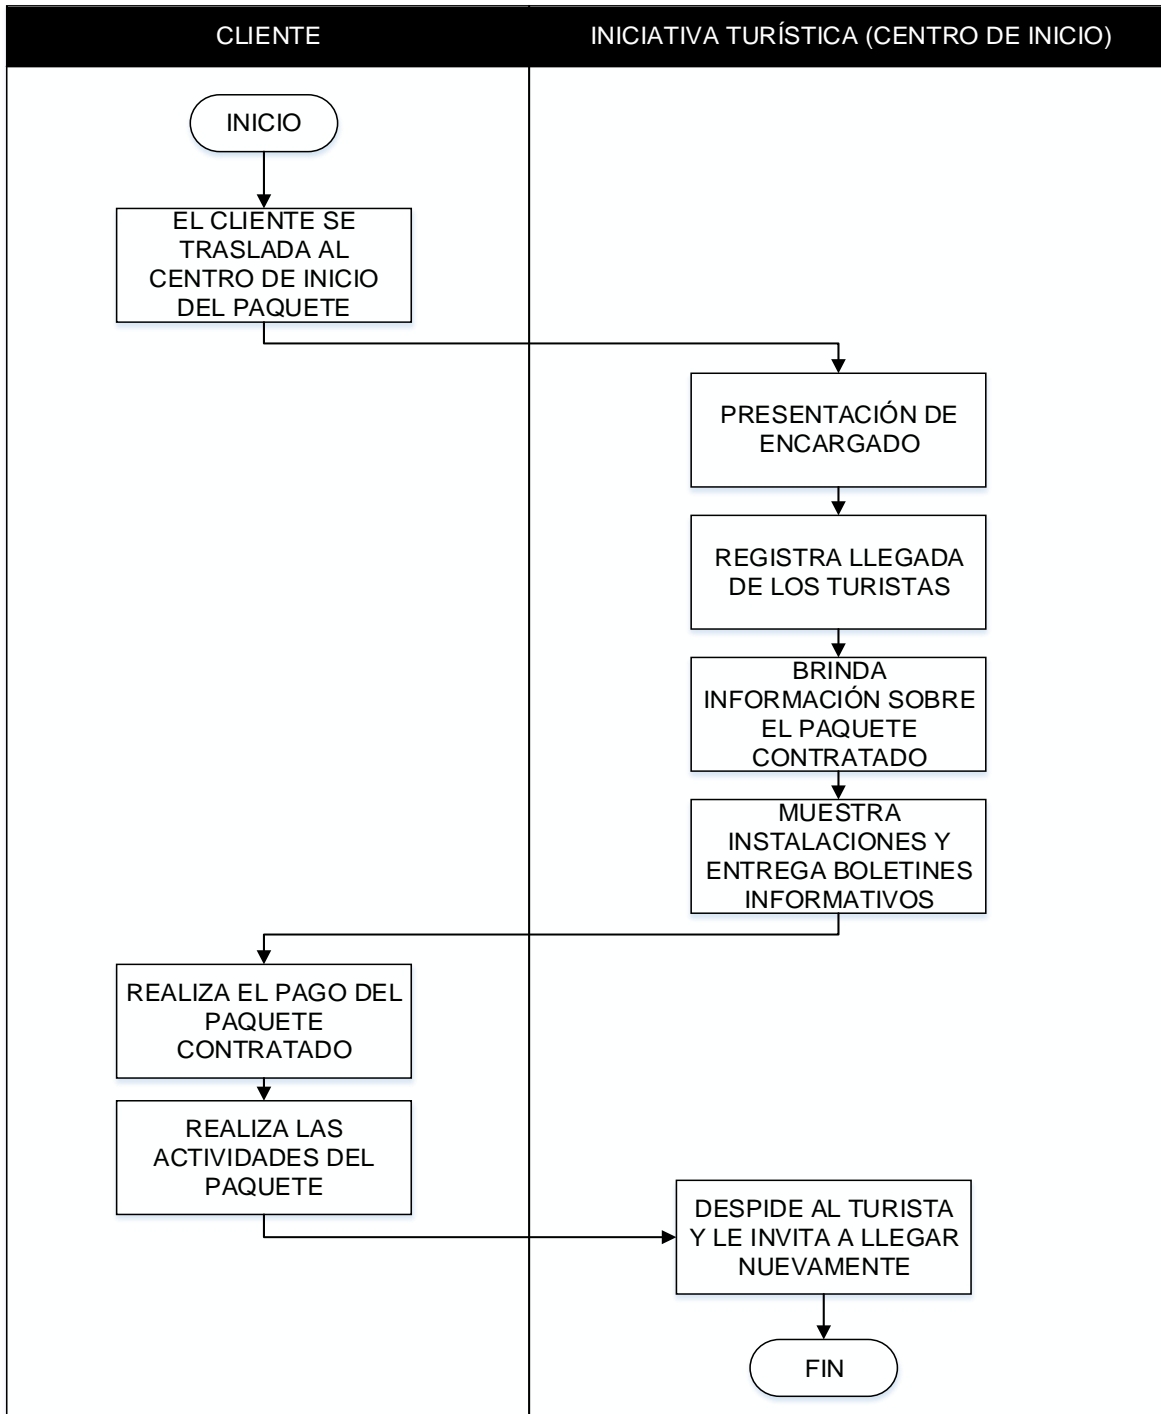 CLIENTE
INICIATIVA TURÍSTICA (CENTRO DE INICIO)
INICIO
EL CLIENTE SE
TRASLADA AL
CENTRO DE INICIO
DEL PAQUETE
PRESENTACIÓN DE
ENCARGADO
REGISTRA LLEGADA
DE LOS TURISTAS
BRINDA
INFORMACIÓN SOBRE
EL PAQUETE
CONTRATADO
MUESTRA
INSTALACIONES Y
ENTREGA BOLETINES
INFORMATIVOS
REALIZA EL PAGO DEL
PAQUETE
CONTRATADO
REALIZA LAS
ACTIVIDADES DEL
PAQUETE
DESPIDE AL TURISTA
Y LE INVITA A LLEGAR
NUEVAMENTE
FIN